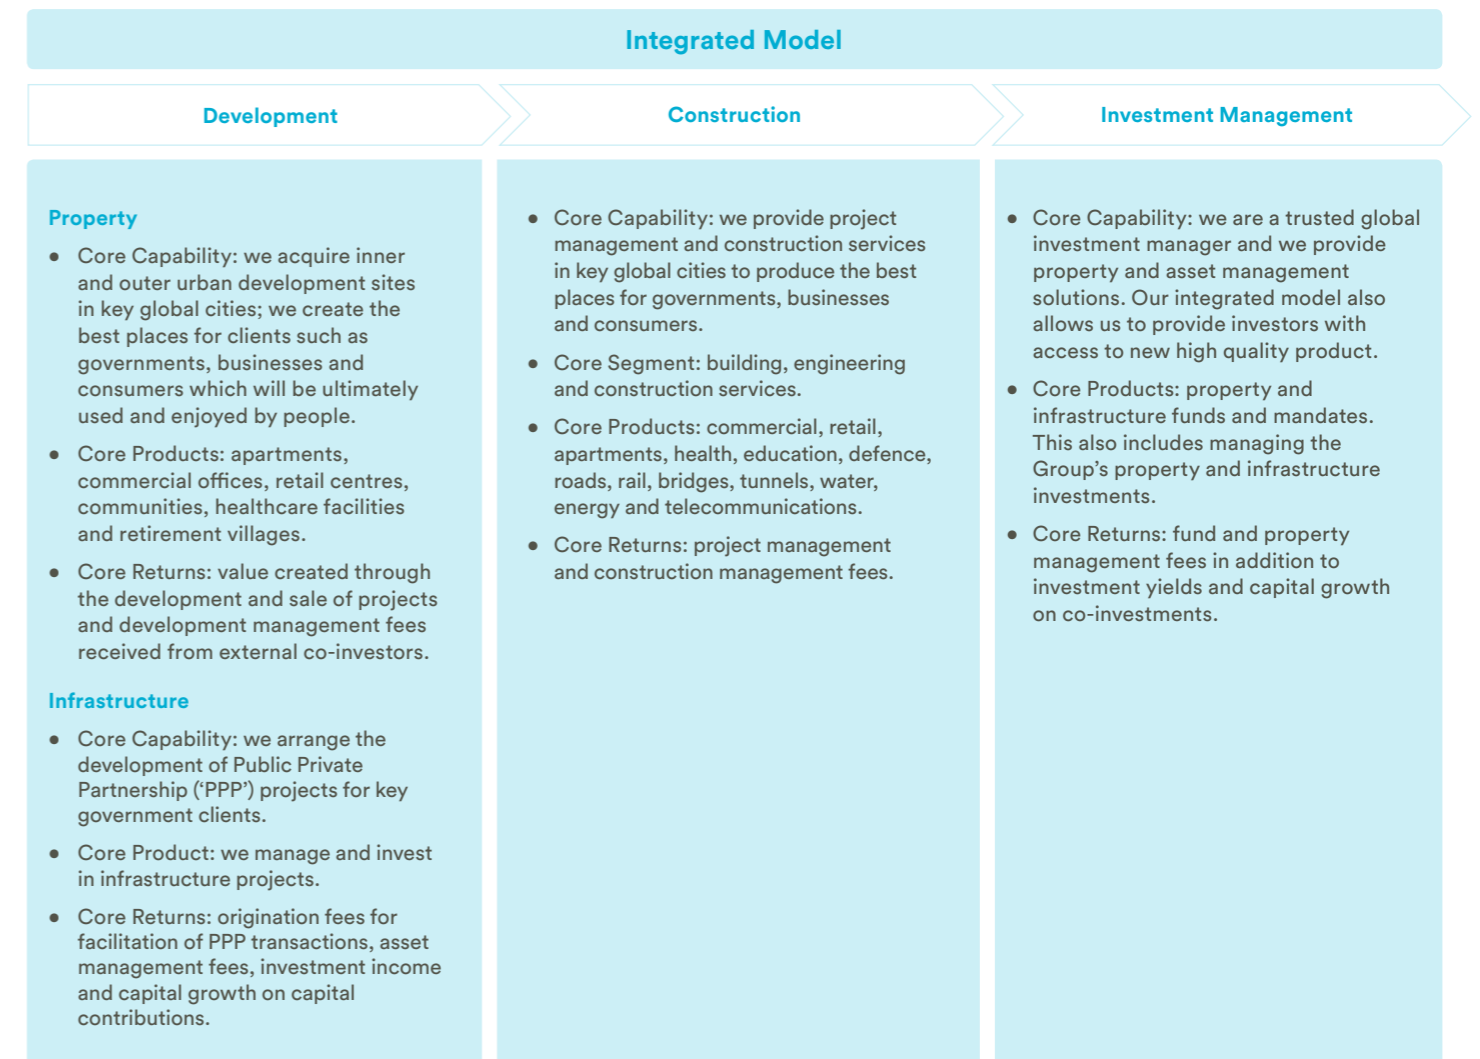 Integrated Model
Development
Construction
Investment Management
Property
● Core Capability: we acquire inner
and outer urban development sites
in key global cities; we create the
best places for clients such as
governments, businesses and
consumers which will be ultimately
used and enjoyed by people.
● Core Products: apartments,
commercial offices, retail centres,
communities, healthcare facilities
and retirement villages.
● Core Returns: value created through
the development and sale of projects
and development management fees
received from external co-investors.
Infrastructure
● Core Capability: we arrange the
development of Public Private
Partnership (‘PPP’) projects for key
government clients.
● Core Product: we manage and invest
in infrastructure projects.
● Core Returns: origination fees for
facilitation of PPP transactions, asset
management fees, investment income
and capital growth on capital
contributions.
● Core Capability: we provide project
management and construction services
in key global cities to produce the best
places for governments, businesses
and consumers.
● Core Segment: building, engineering
and construction services.
● Core Products: commercial, retail,
apartments, health, education, defence,
roads, rail, bridges, tunnels, water,
energy and telecommunications.
● Core Returns: project management
and construction management fees.
● Core Capability: we are a trusted global
investment manager and we provide
property and asset management
solutions. Our integrated model also
allows us to provide investors with
access to new high quality product.
● Core Products: property and
infrastructure funds and mandates.
This also includes managing the
Group’s property and infrastructure
investments.
● Core Returns: fund and property
management fees in addition to
investment yields and capital growth
on co-investments.